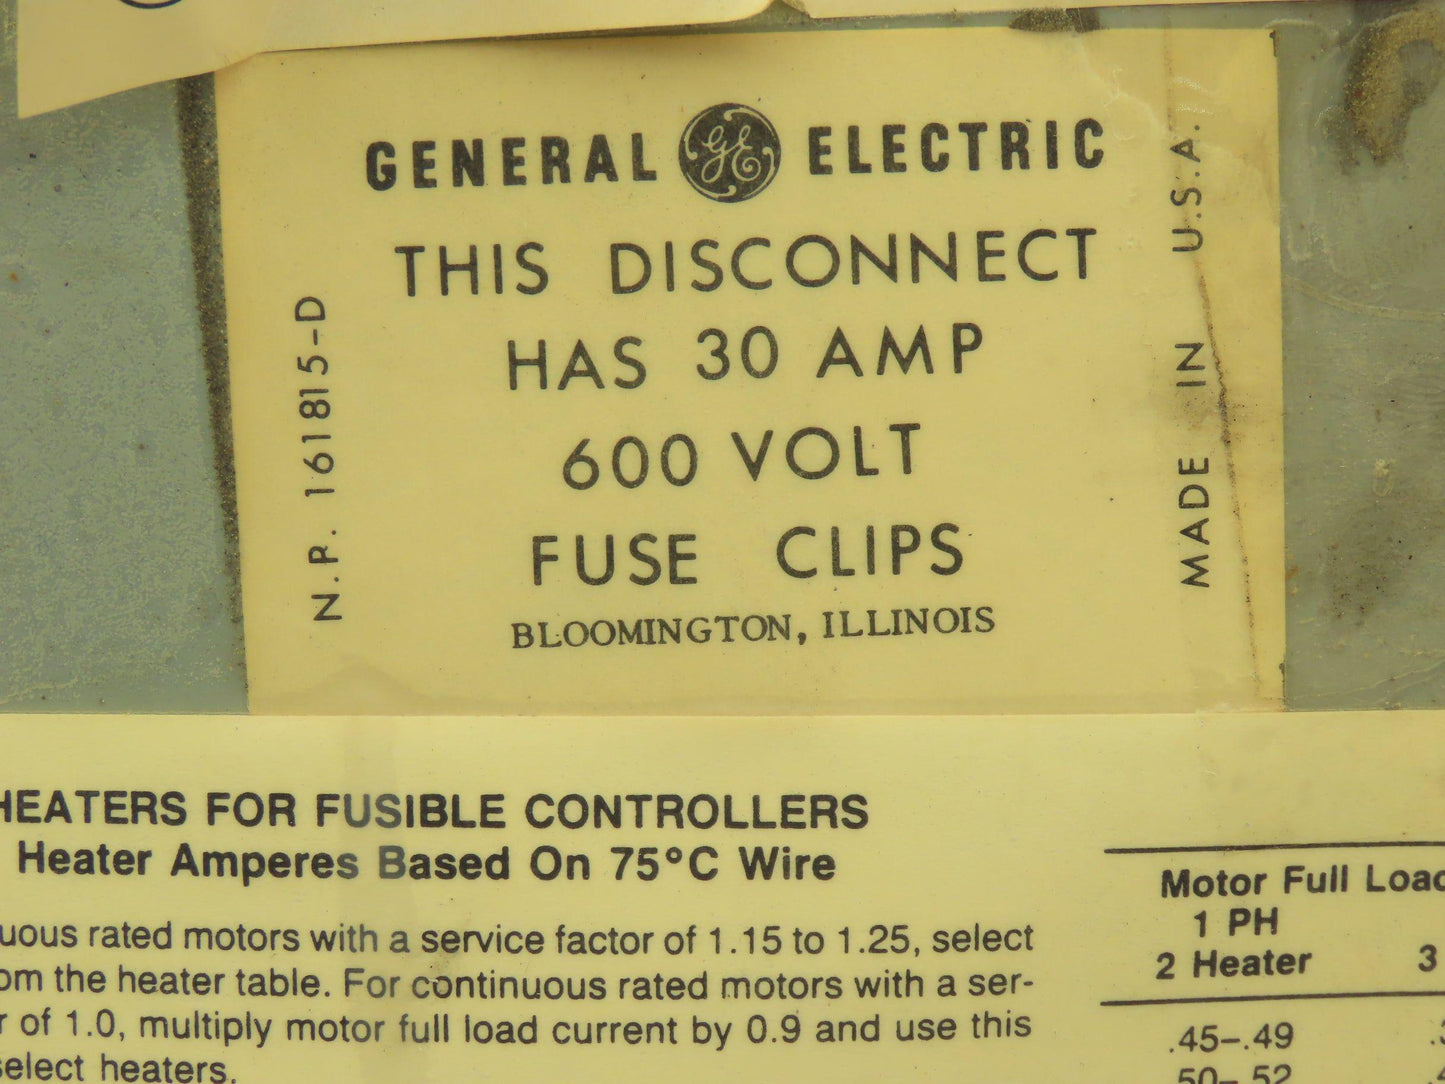 GENERAL GE ELECTRIC
THIS DISCONNECT
HAS 30 AMP
600 VOLT
FUSE CLIPS
BLOOMINGTON, ILLINOIS
N.P. 161815-D
MADE IN U.S.A.
HEATERS FOR FUSIBLE CONTROLLERS
Heater Amperes Based On 75°C Wire
rated motors with a service factor of 1.15 to 1.25, select
the heater table. For continuous rated motors with a ser-
of 1.0, multiply motor full load current by 0.9 and use this
select heaters.
Motor Full Load
1 PH
2 Heater 3
.45–.49
.50–.52